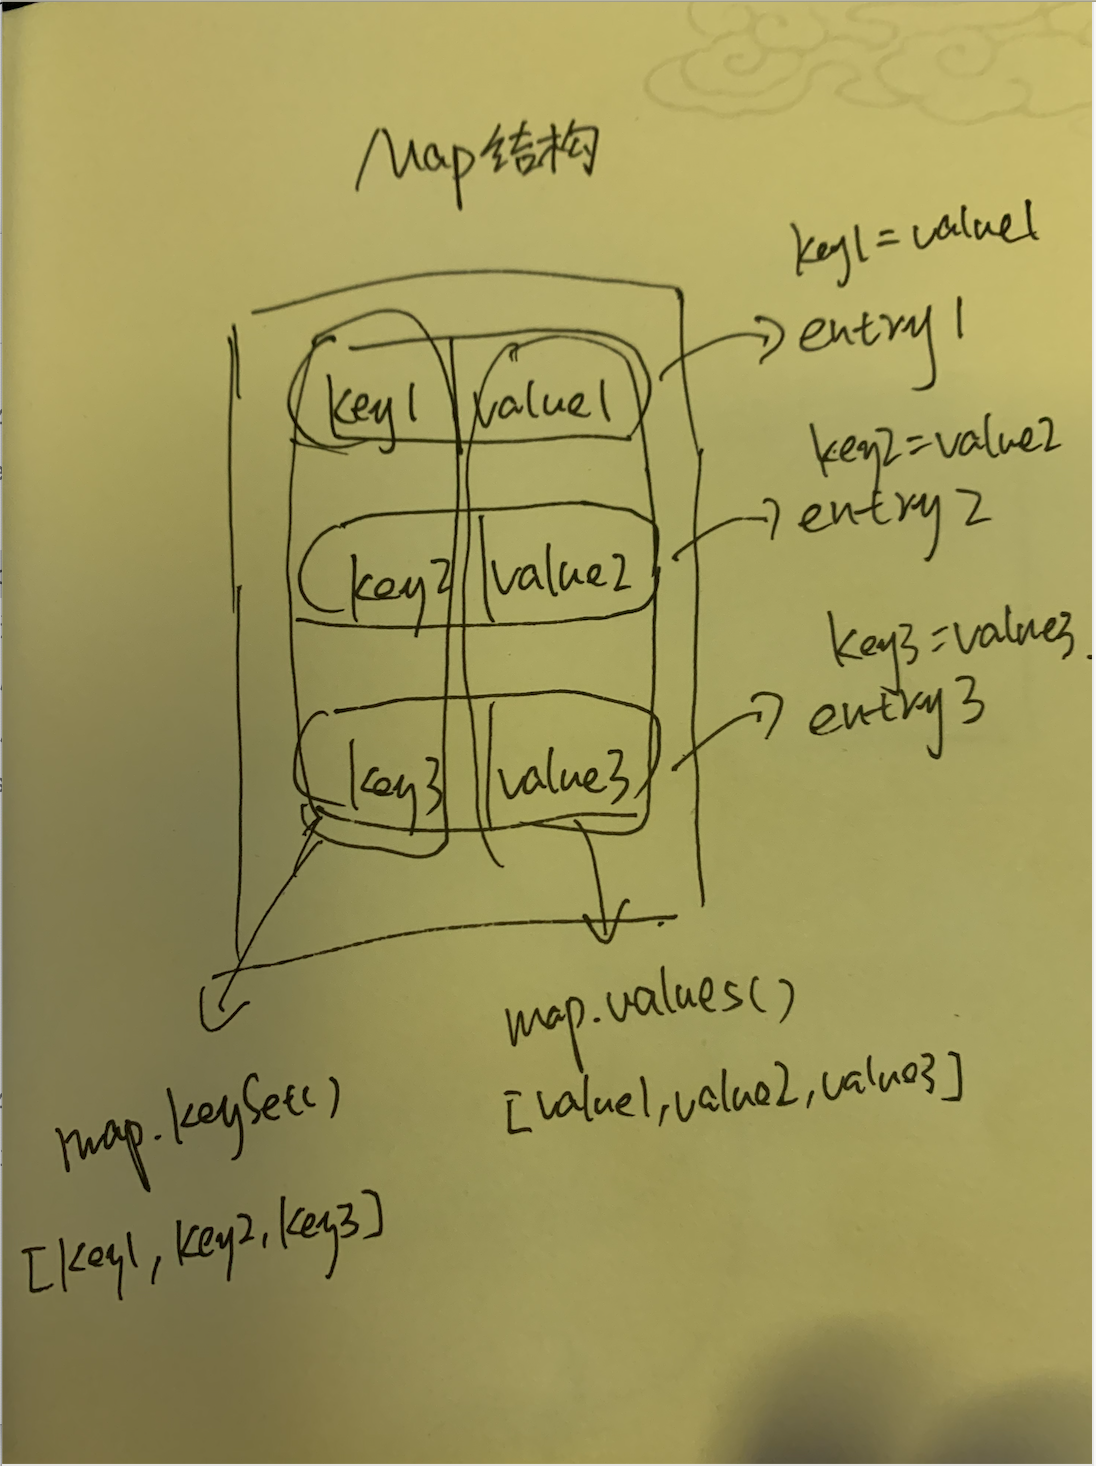 Map结构
key1=value1
entry1
key1 value1
key2=value2
entry2
key2 value2
key3=value3
entry3
key3 value3
map.values()
[value1,value2,value3]
map.keySet()
[key1,key2,key3]